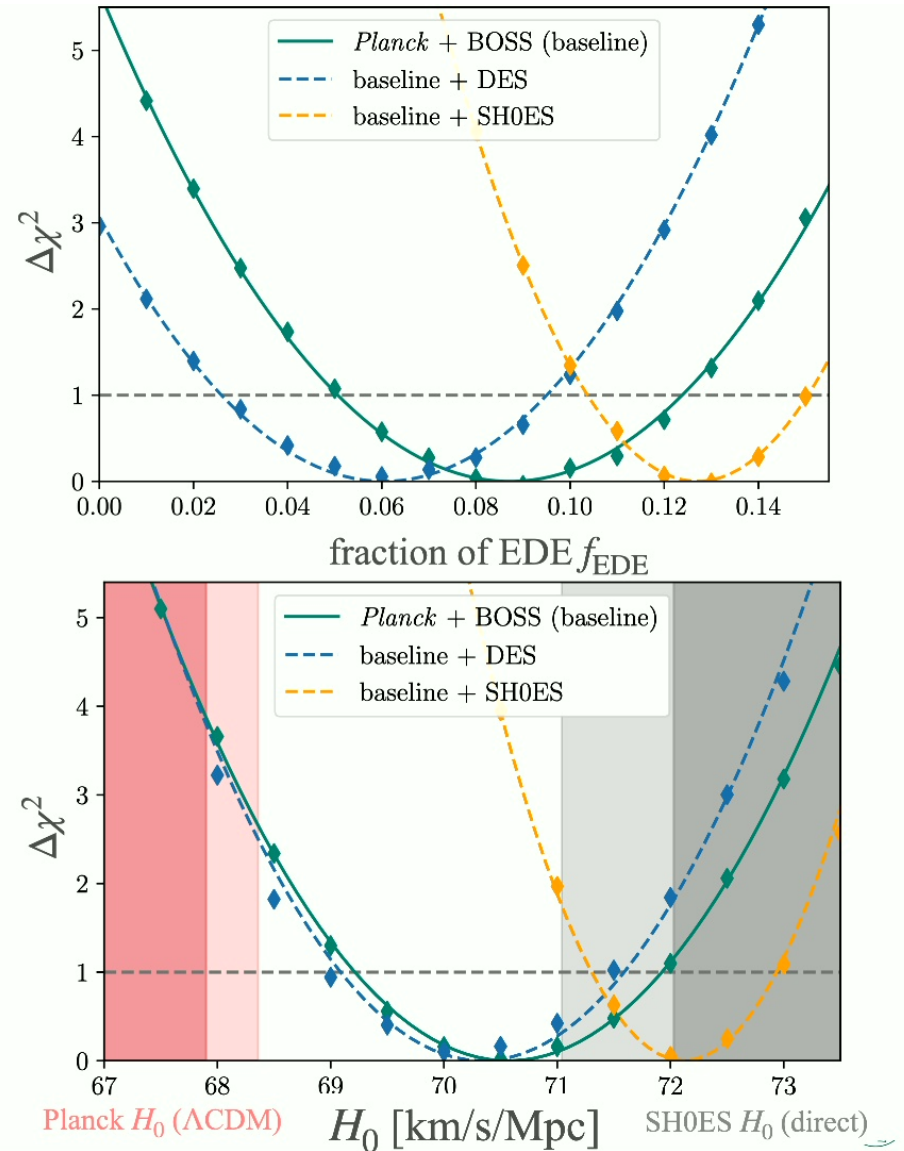 Planck + BOSS (baseline)
baseline + DES
baseline + SH0ES
Δχ²
5
4
3
2
1
0
0.00 0.02 0.04 0.06 0.08 0.10 0.12 0.14
fraction of EDE f_EDE
Planck + BOSS (baseline)
baseline + DES
baseline + SH0ES
Δχ²
5
4
3
2
1
0
67 68 69 70 71 72 73
Planck H₀ (ΛCDM) H₀ [km/s/Mpc] SH0ES H₀ (direct)